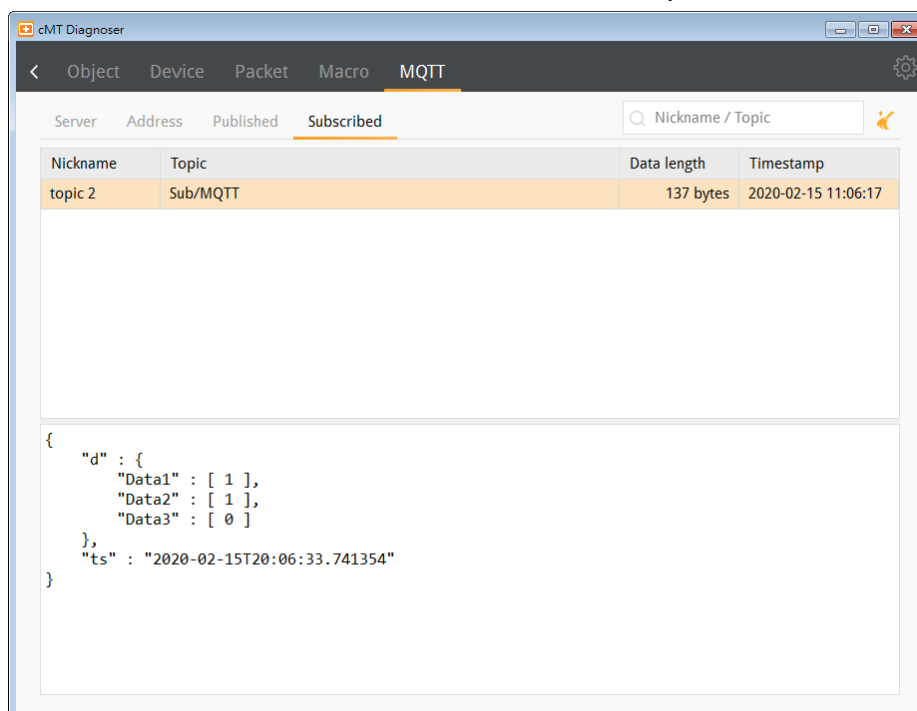 cMT Diagnoser
Object Device Packet Macro MQTT
Server Address Published Subscribed Nickname / Topic
Nickname Topic Data length Timestamp
topic 2 Sub/MQTT 137 bytes 2020-02-15 11:06:17
{
"d" : {
"Data1" : [ 1 ],
"Data2" : [ 1 ],
"Data3" : [ 0 ]
},
"ts" : "2020-02-15T20:06:33.741354"
}